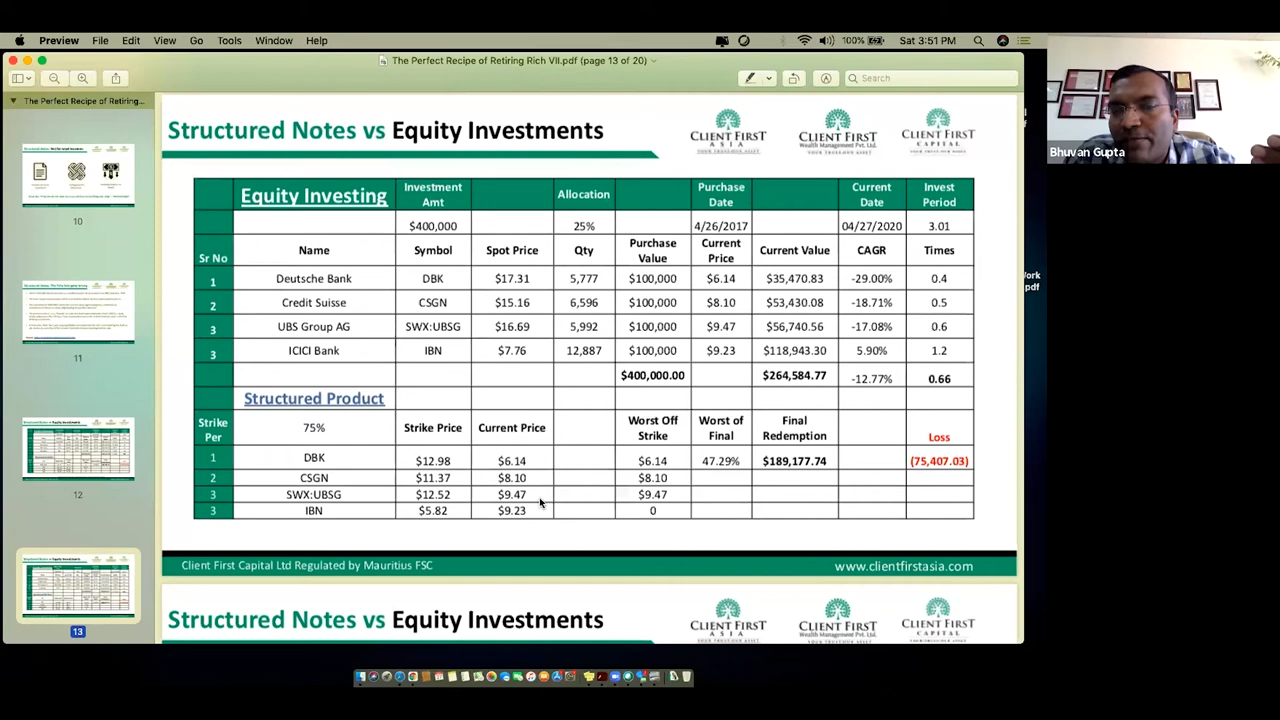 Preview File Edit View Go Tools Window Help 100% Sat 3:51 PM
The Perfect Recipe of Retiring Rich VII.pdf (page 13 of 20)
Search
The Perfect Recipe of Retiring...
10
11
12
13
Bhuvan Gupta
Structured Notes vs Equity Investments
CLIENT FIRST ASIA
CLIENT FIRST Wealth Management Pvt. Ltd.
CLIENT FIRST CAPITAL
Equity Investing Investment Amt Allocation Purchase Date Current Date Invest Period
$400,000 25% 4/26/2017 04/27/2020 3.01
Sr No Name Symbol Spot Price Qty Purchase Value Current Price Current Value CAGR Times
1 Deutsche Bank DBK $17.31 5,777 $100,000 $6.14 $35,470.83 -29.00% 0.4
2 Credit Suisse CSGN $15.16 6,596 $100,000 $8.10 $53,430.08 -18.71% 0.5
3 UBS Group AG SWX:UBSG $16.69 5,992 $100,000 $9.47 $56,740.56 -17.08% 0.6
3 ICICI Bank IBN $7.76 12,887 $100,000 $9.23 $118,943.30 5.90% 1.2
$400,000.00 $264,584.77 -12.77% 0.66
Structured Product
Strike Per 75% Strike Price Current Price Worst Off Strike Worst of Final Final Redemption Loss
1 DBK $12.98 $6.14 $6.14 47.29% $189,177.74 (75,407.03)
2 CSGN $11.37 $8.10 $8.10
3 SWX:UBSG $12.52 $9.47 $9.47
3 IBN $5.82 $9.23 0
Client First Capital Ltd Regulated by Mauritius FSC www.clientfirstasia.com
Structured Notes vs Equity Investments
CLIENT FIRST ASIA
CLIENT FIRST Wealth Management Pvt. Ltd.
CLIENT FIRST CAPITAL
ork
pdf